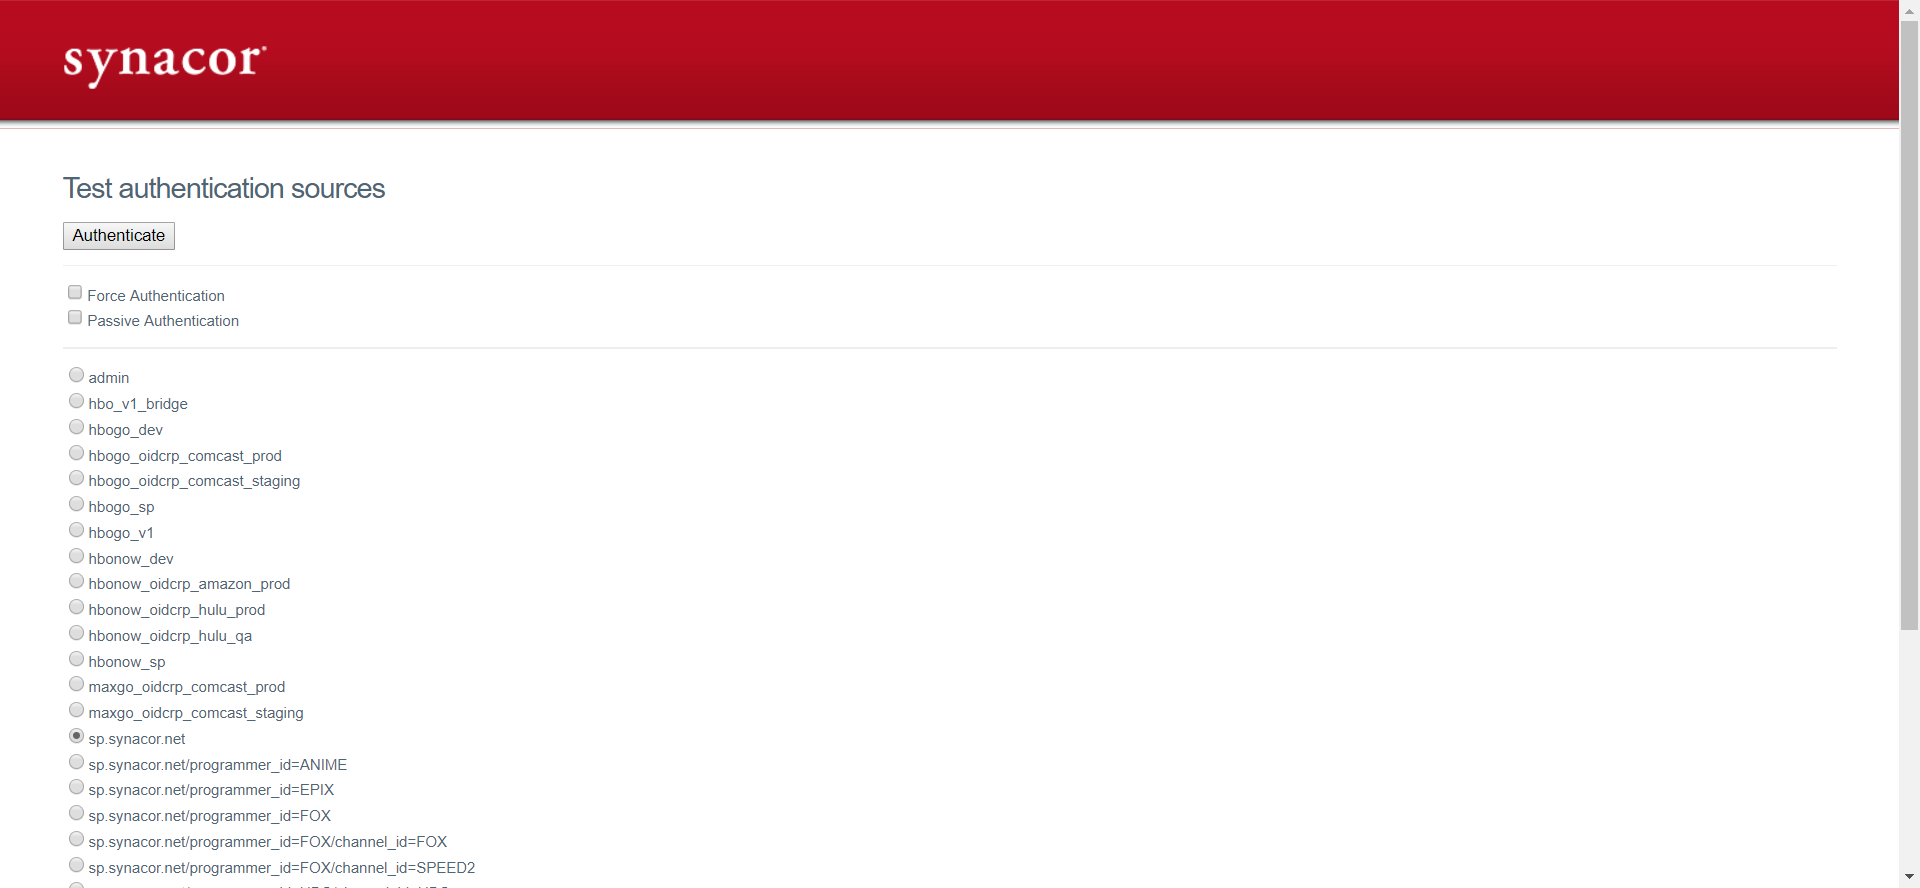 synacor
Test authentication sources
Authenticate
Force Authentication
Passive Authentication
admin
hbo_v1_bridge
hbogo_dev
hbogo_oidcrp_comcast_prod
hbogo_oidcrp_comcast_staging
hbogo_sp
hbogo_v1
hbonow_dev
hbonow_oidcrp_amazon_prod
hbonow_oidcrp_hulu_prod
hbonow_oidcrp_hulu_qa
hbonow_sp
maxgo_oidcrp_comcast_prod
maxgo_oidcrp_comcast_staging
sp.synacor.net
sp.synacor.net/programmer_id=ANIME
sp.synacor.net/programmer_id=EPIX
sp.synacor.net/programmer_id=FOX
sp.synacor.net/programmer_id=FOX/channel_id=FOX
sp.synacor.net/programmer_id=FOX/channel_id=SPEED2